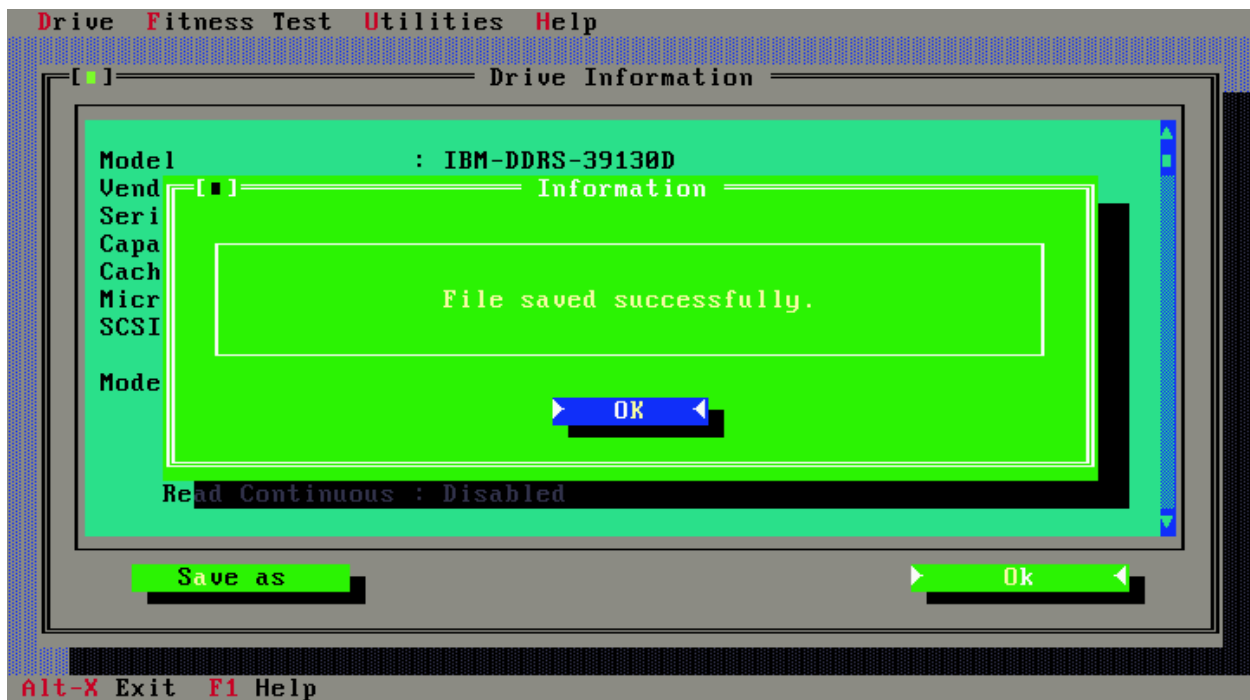 Drive Fitness Test Utilities Help
[■] Drive Information
Model : IBM-DDRS-39130D
Vend
[■] Information
Seri
Capa
Cach
Micr
File saved successfully.
SCSI
Mode
OK
Read Continuous : Disabled
Save as
Ok
Alt-X Exit F1 Help